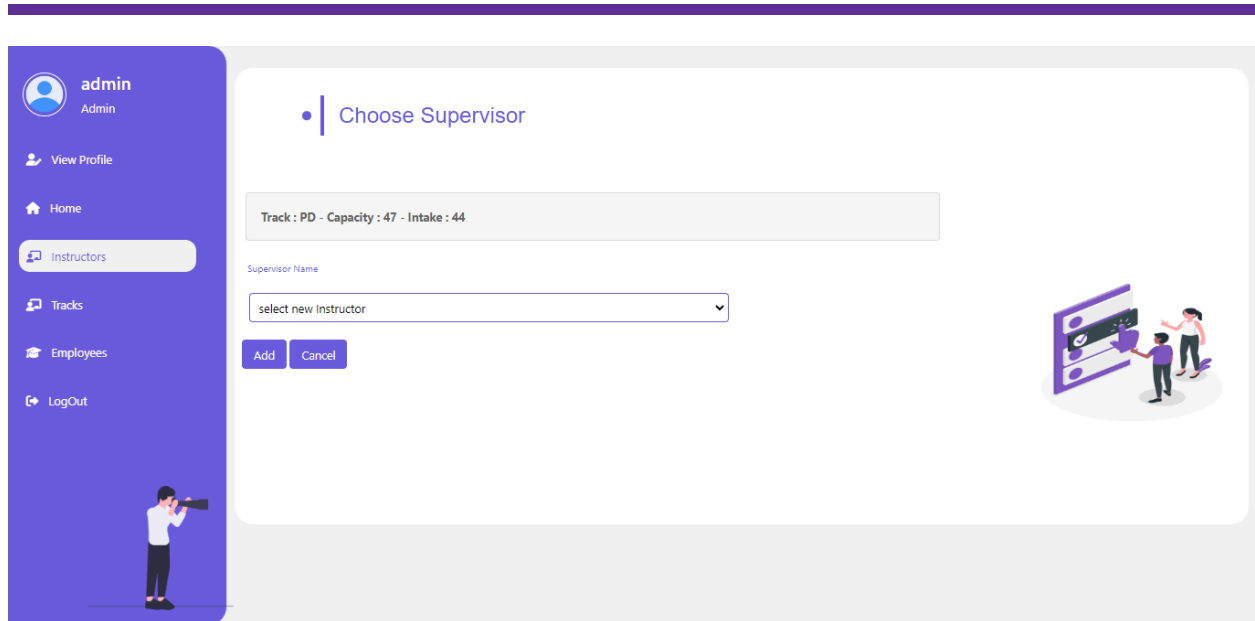 admin
Admin
View Profile
Home
Instructors
Tracks
Employees
LogOut
Choose Supervisor
Track : PD - Capacity : 47 - Intake : 44
Supervisor Name
select new Instructor
Add
Cancel